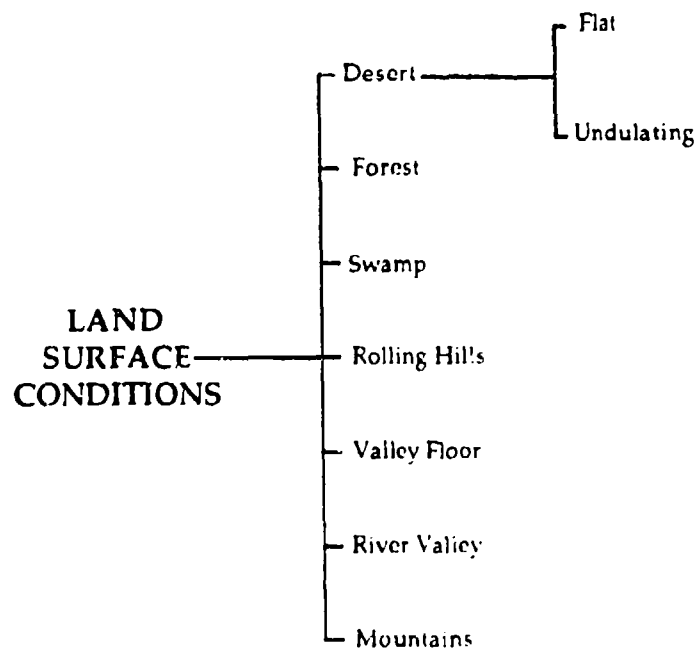 Flat
Desert
Undulating
Forest
Swamp
LAND
SURFACE
CONDITIONS
Rolling Hills
Valley Floor
River Valley
Mountains